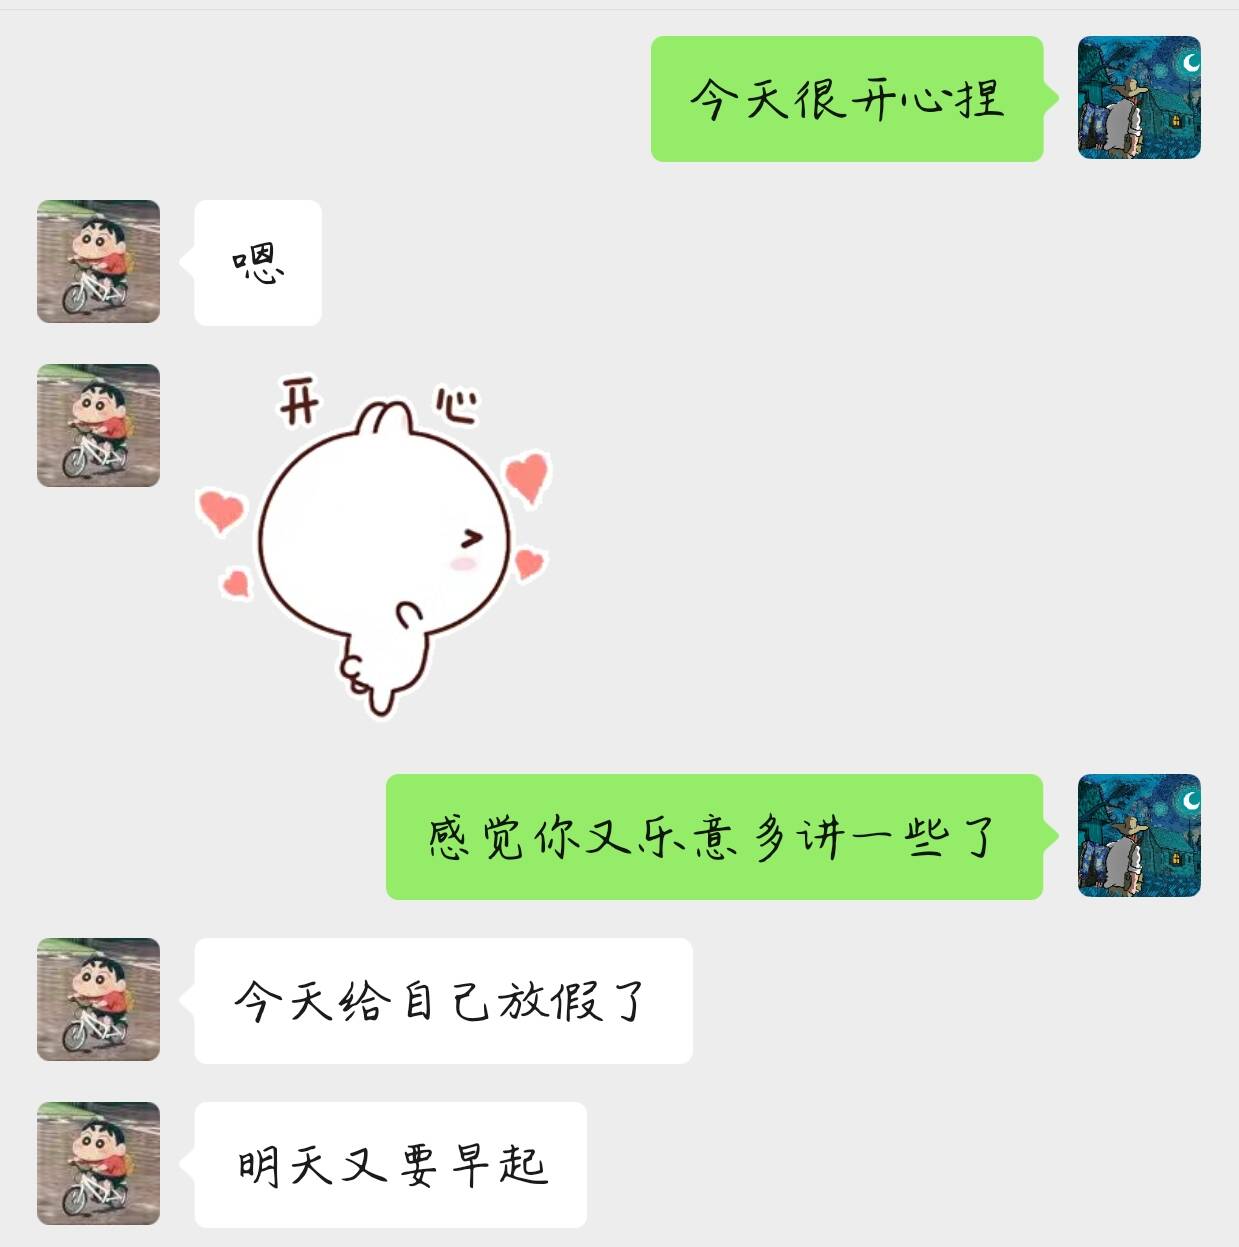 今天很开心捏
嗯
开心
感觉你又乐意多讲一些了
今天给自己放假了
明天又要早起